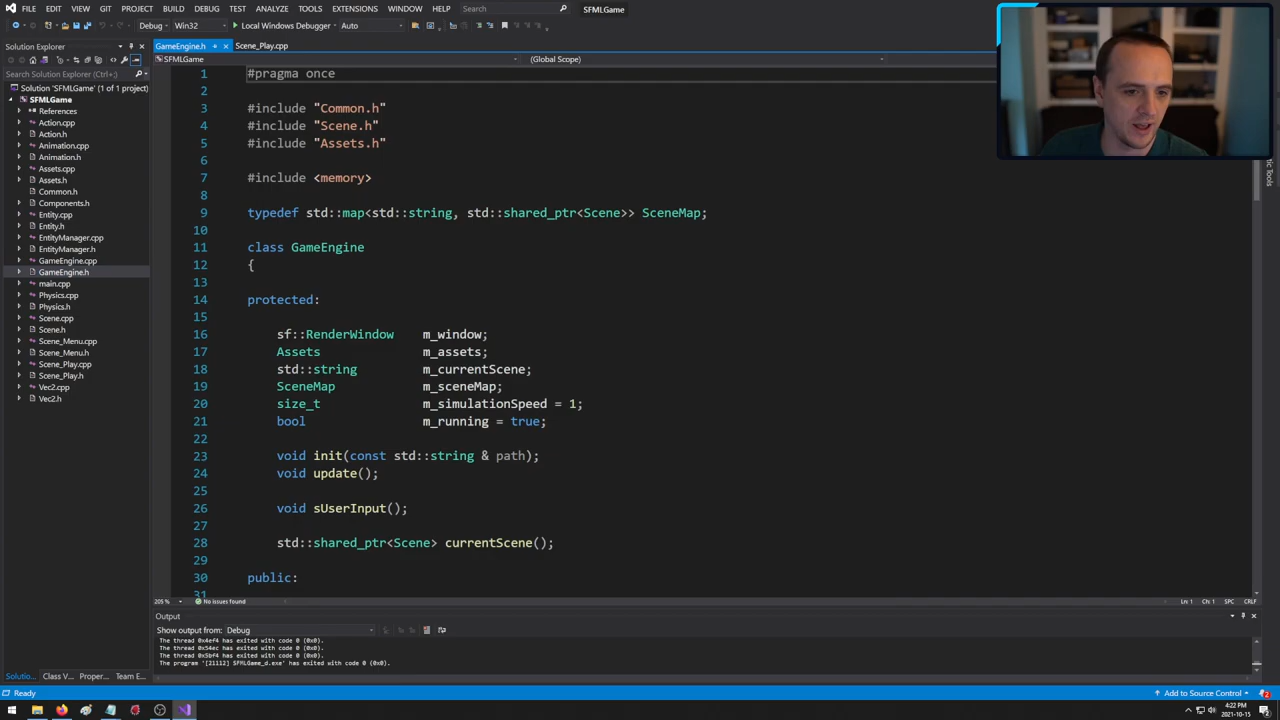 FILE EDIT VIEW GIT PROJECT BUILD DEBUG TEST ANALYZE TOOLS EXTENSIONS WINDOW HELP Search (Ctrl+Q) SFMLGame
Debug Win32 Local Windows Debugger Auto
Solution Explorer
GameEngine.h Scene_Play.cpp
SFMLGame (Global Scope)
Search Solution Explorer (Ctrl+;)
Solution 'SFMLGame' (1 of 1 project)
SFMLGame
References
Action.cpp
Action.h
Animation.cpp
Animation.h
Assets.cpp
Assets.h
Common.h
Components.h
Entity.cpp
Entity.h
EntityManager.cpp
EntityManager.h
GameEngine.cpp
GameEngine.h
main.cpp
Physics.cpp
Physics.h
Scene.cpp
Scene.h
Scene_Menu.cpp
Scene_Menu.h
Scene_Play.cpp
Scene_Play.h
Vec2.cpp
Vec2.h
1 #pragma once
2
3 #include "Common.h"
4 #include "Scene.h"
5 #include "Assets.h"
6
7 #include <memory>
8
9 typedef std::map<std::string, std::shared_ptr<Scene>> SceneMap;
10
11 class GameEngine
12 {
13
14 protected:
15
16 sf::RenderWindow m_window;
17 Assets m_assets;
18 std::string m_currentScene;
19 SceneMap m_sceneMap;
20 size_t m_simulationSpeed = 1;
21 bool m_running = true;
22
23 void init(const std::string & path);
24 void update();
25
26 void sUserInput();
27
28 std::shared_ptr<Scene> currentScene();
29
30 public:
31
205 % No issues found Ln: 1 Ch: 1 SPC CRLF
Output
Show output from: Debug
The thread 0x4ef4 has exited with code 0 (0x0).
The thread 0x54ec has exited with code 0 (0x0).
The thread 0x5bf4 has exited with code 0 (0x0).
The program '[21112] SFMLGame_d.exe' has exited with code 0 (0x0).
Solutio... Class V... Proper... Team E...
Ready Add to Source Control 2
4:22 PM
2021-10-15